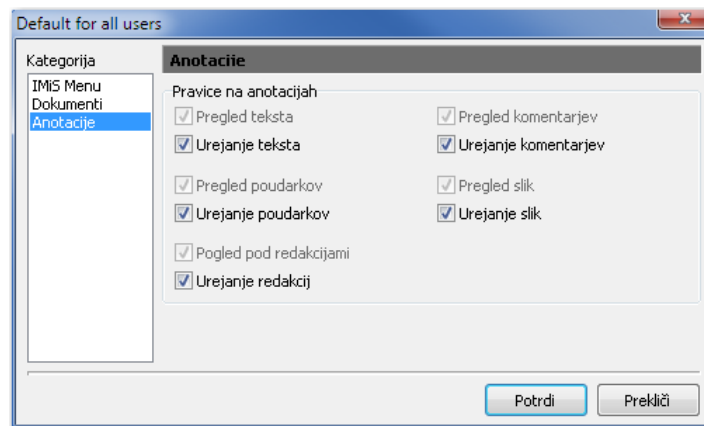 Default for all users
Kategorija
IMiS Menu
Dokumenti
Anotacije
Anotacije
Pravice na anotacijah
Pregled teksta
Pregled komentarjev
Urejanje teksta
Urejanje komentarjev
Pregled poudarkov
Pregled slik
Urejanje poudarkov
Urejanje slik
Pogled pod redakcijami
Urejanje redakcij
Potrdi
Prekliči